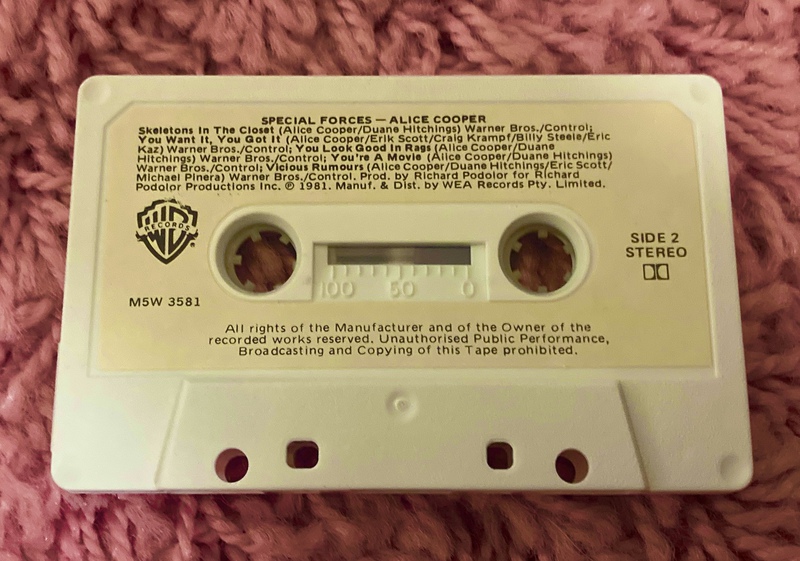 SPECIAL FORCES — ALICE COOPER
Skeletons In The Closet (Alice Cooper/Duane Hitchings) Warner Bros./Control;
You Want It, You Got It (Alice Cooper/Erik Scott/Craig Krampf/Billy Steele/Eric
Kaz) Warner Bros./Control; You Look Good In Rags (Alice Cooper/Duane
Hitchings) Warner Bros./Control; You're A Movie (Alice Cooper/Duane Hitchings)
Warner Bros./Control; Vicious Rumours (Alice Cooper/Duane Hitchings/Eric Scott/
Michael Pinera) Warner Bros./Control. Prod. by Richard Podolor for Richard
Podolor Productions Inc. ℗ 1981. Manuf. & Dist. by WEA Records Pty. Limited.
WB
RECORDS
®
SIDE 2
STEREO
100 50 0
M5W 3581
All rights of the Manufacturer and of the Owner of the
recorded works reserved. Unauthorised Public Performance,
Broadcasting and Copying of this Tape prohibited.